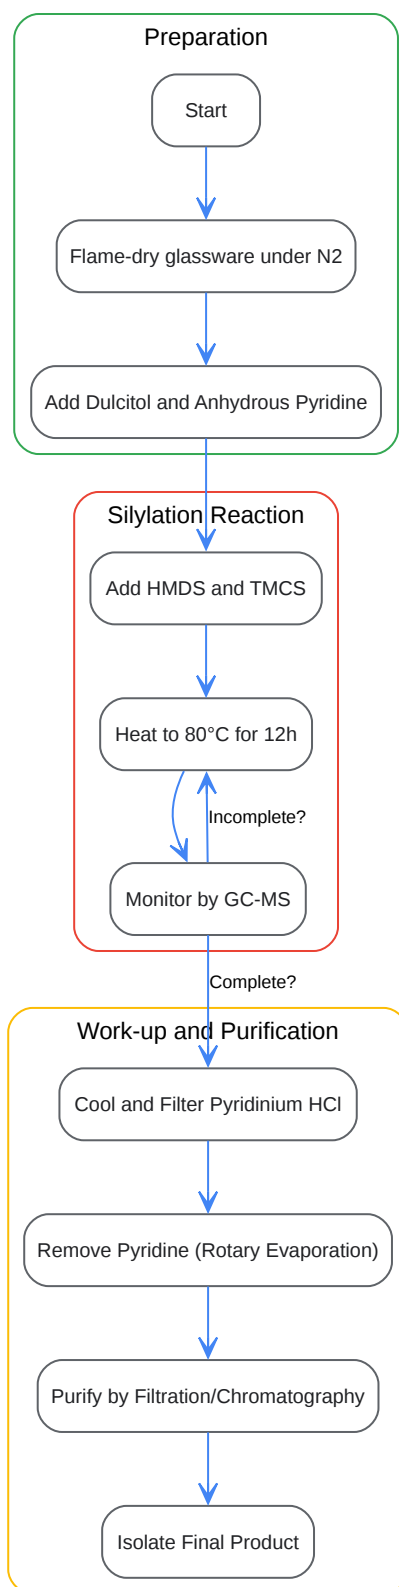 Preparation
Start
Flame-dry glassware under N2
Add Dulcitol and Anhydrous Pyridine
Silylation Reaction
Add HMDS and TMCS
Heat to 80°C for 12h
Incomplete?
Monitor by GC-MS
Complete?
Work-up and Purification
Cool and Filter Pyridinium HCl
Remove Pyridine (Rotary Evaporation)
Purify by Filtration/Chromatography
Isolate Final Product